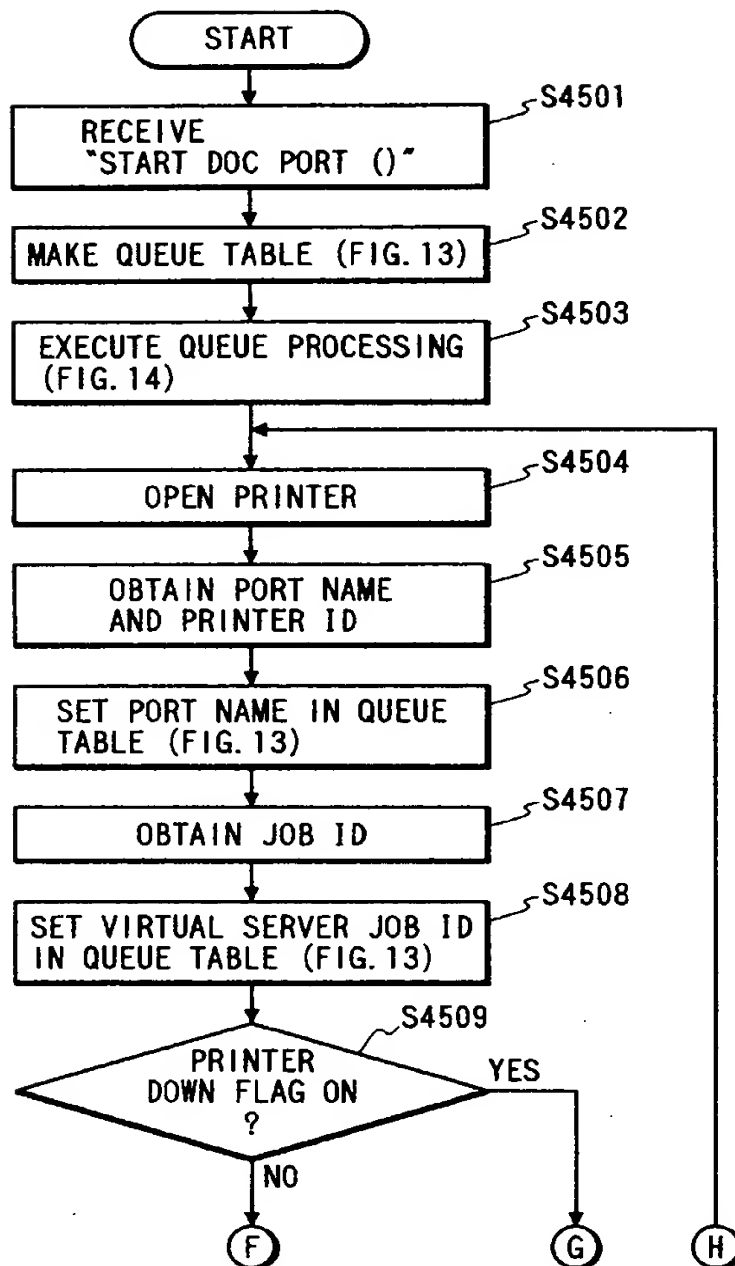 START
S4501
RECEIVE
"START DOC PORT ()"
S4502
MAKE QUEUE TABLE (FIG. 13)
S4503
EXECUTE QUEUE PROCESSING
(FIG. 14)
S4504
OPEN PRINTER
S4505
OBTAIN PORT NAME
AND PRINTER ID
S4506
SET PORT NAME IN QUEUE
TABLE (FIG. 13)
S4507
OBTAIN JOB ID
S4508
SET VIRTUAL SERVER JOB ID
IN QUEUE TABLE (FIG. 13)
S4509
PRINTER
DOWN FLAG ON
?
YES
NO
F
G
H